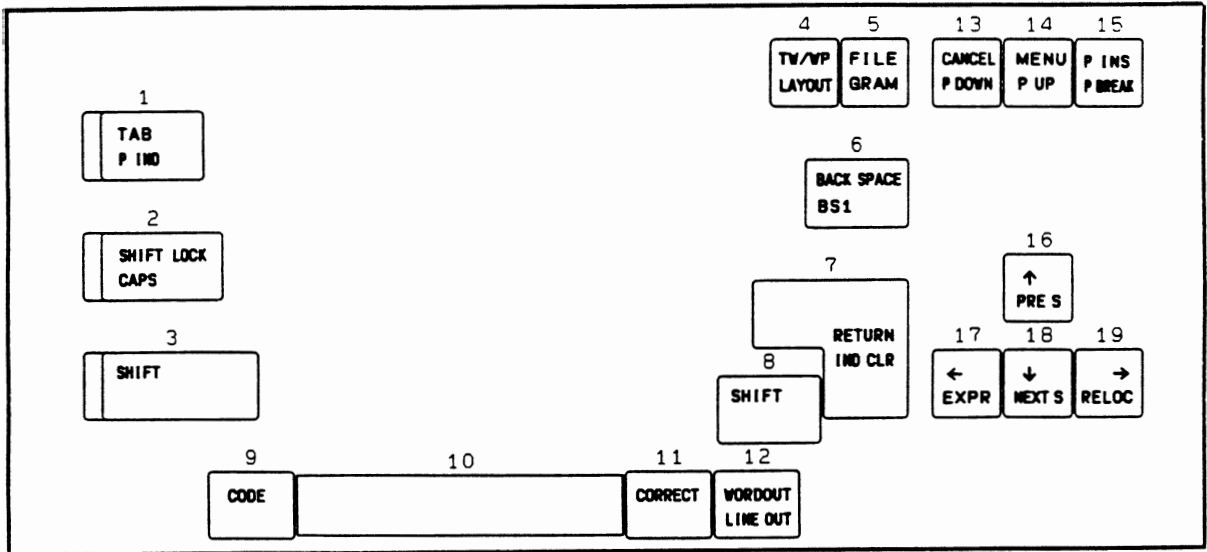 4 5 13 14 15
TW/WP FILE CANCEL MENU P INS
LAYOUT GRAM P DOWN P UP P BREAK
1
TAB
P IND
6
BACK SPACE
BS1
2
SHIFT LOCK
CAPS
16
↑
PRE S
7
RETURN
IND CLR
3
SHIFT
8
SHIFT
17 18 19
← ↓ →
EXPR NEXT S RELOC
9 10 11 12
CODE CORRECT WORDOUT
LINE OUT